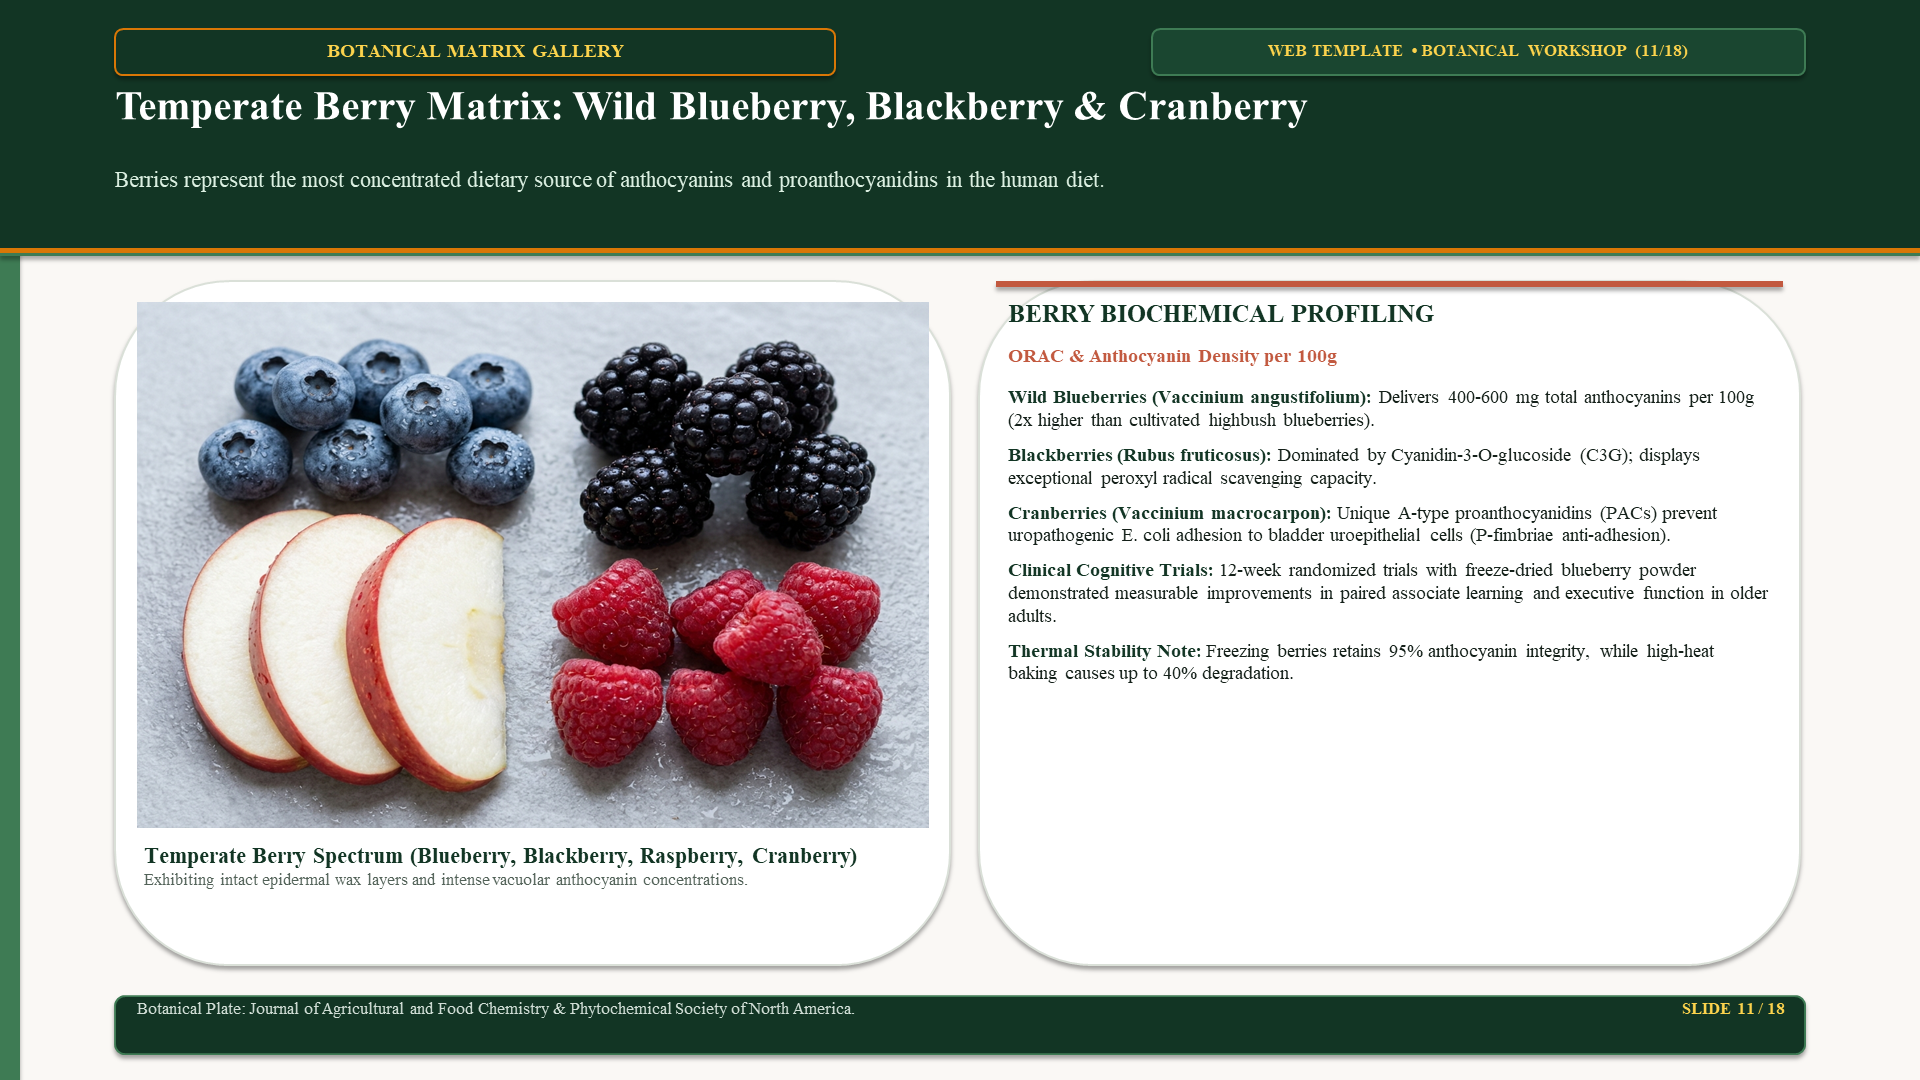 BOTANICAL MATRIX GALLERY
WEB TEMPLATE • BOTANICAL WORKSHOP (11/18)
Temperate Berry Matrix: Wild Blueberry, Blackberry & Cranberry
Berries represent the most concentrated dietary source of anthocyanins and proanthocyanidins in the human diet.
Temperate Berry Spectrum (Blueberry, Blackberry, Raspberry, Cranberry)
Exhibiting intact epidermal wax layers and intense vacuolar anthocyanin concentrations.
BERRY BIOCHEMICAL PROFILING
ORAC & Anthocyanin Density per 100g
Wild Blueberries (Vaccinium angustifolium): Delivers 400-600 mg total anthocyanins per 100g
(2x higher than cultivated highbush blueberries).
Blackberries (Rubus fruticosus): Dominated by Cyanidin-3-O-glucoside (C3G); displays
exceptional peroxyl radical scavenging capacity.
Cranberries (Vaccinium macrocarpon): Unique A-type proanthocyanidins (PACs) prevent
uropathogenic E. coli adhesion to bladder uroepithelial cells (P-fimbriae anti-adhesion).
Clinical Cognitive Trials: 12-week randomized trials with freeze-dried blueberry powder
demonstrated measurable improvements in paired associate learning and executive function in older
adults.
Thermal Stability Note: Freezing berries retains 95% anthocyanin integrity, while high-heat
baking causes up to 40% degradation.
Botanical Plate: Journal of Agricultural and Food Chemistry & Phytochemical Society of North America.
SLIDE 11 / 18